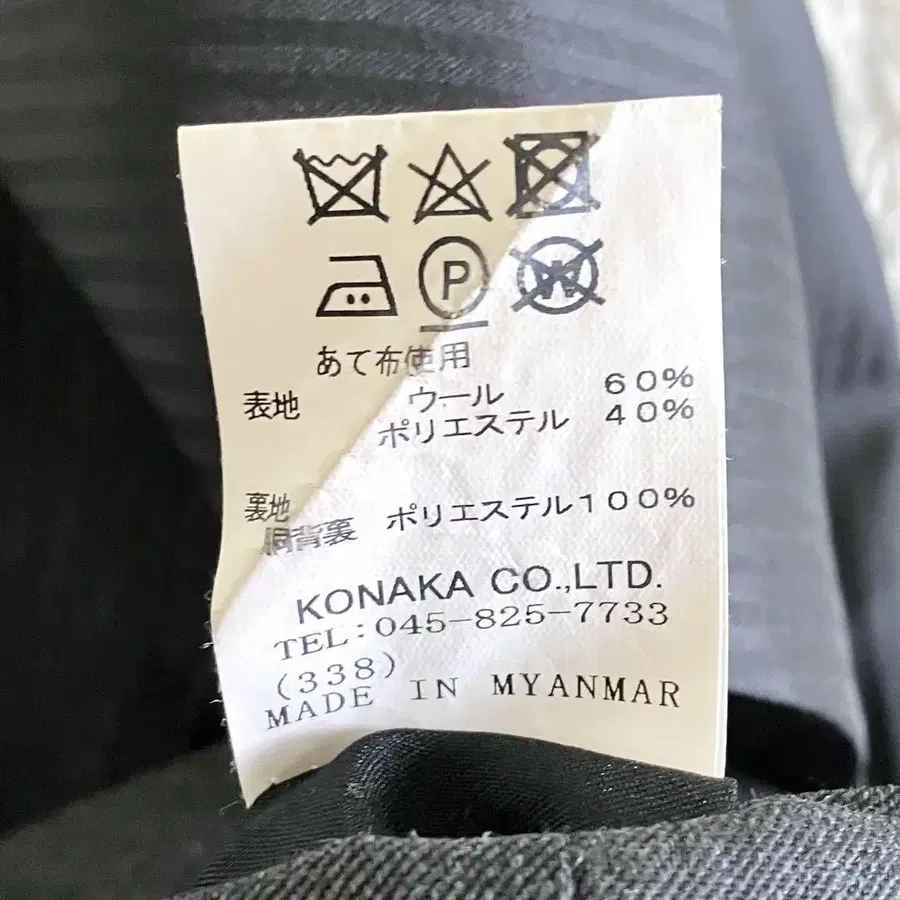 P
W
あて布使用
表地 ウール 60%
ポリエステル 40%
裏地
胴背裏 ポリエステル100%
KONAKA CO.,LTD.
TEL:045-825-7733
(338)
MADE IN MYANMAR